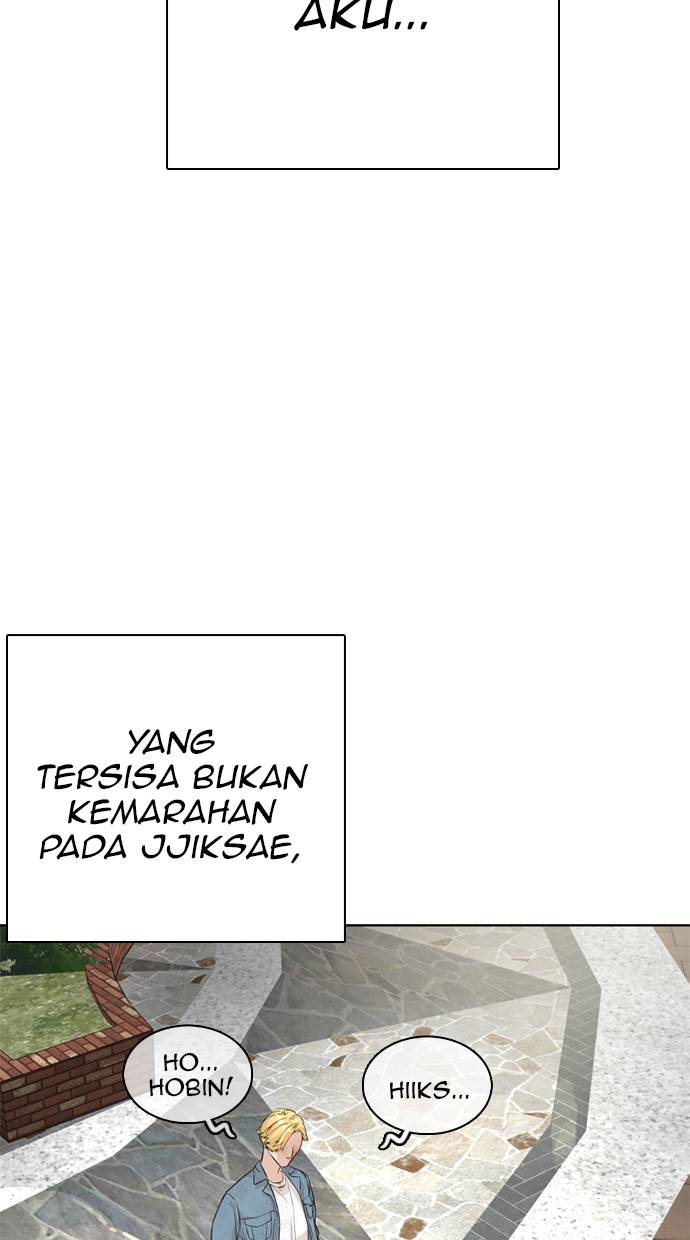 AKU...
YANG
TERSISA BUKAN
KEMARAHAN
PADA JJIKSAE,
HO...
HOBIN!
HIIKS...